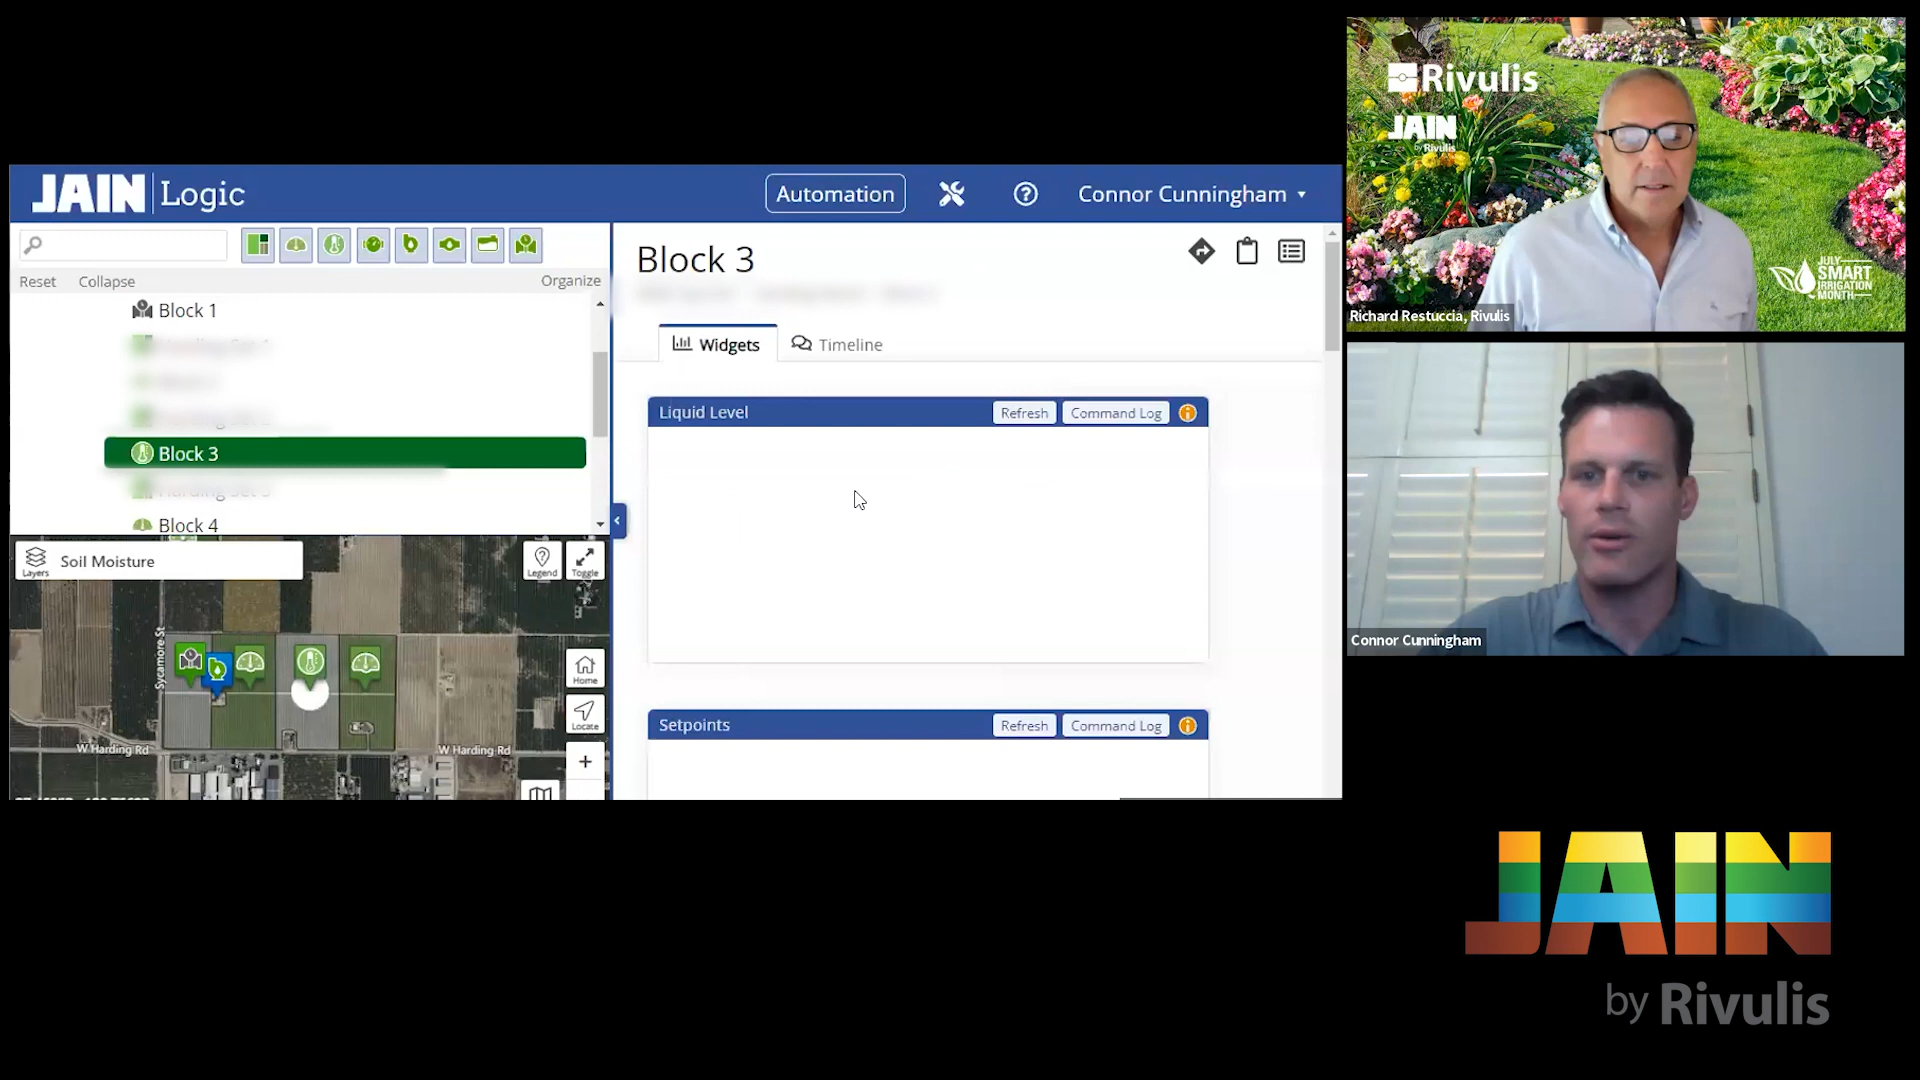 JAIN Logic
Automation
Connor Cunningham
Reset Collapse Organize
Block 1
Block 3
Block 4
Layers
Soil Moisture
Legend
Toggle
Sycamore St
W Harding Rd
W Harding Rd
Home
Locate
+
Block 3
Widgets
Timeline
Liquid Level
Refresh
Command Log
Setpoints
Refresh
Command Log
Rivulis
JAIN
by Rivulis
JULY
SMART
IRRIGATION
MONTH
Richard Restuccia, Rivulis
Connor Cunningham
JAIN
by Rivulis